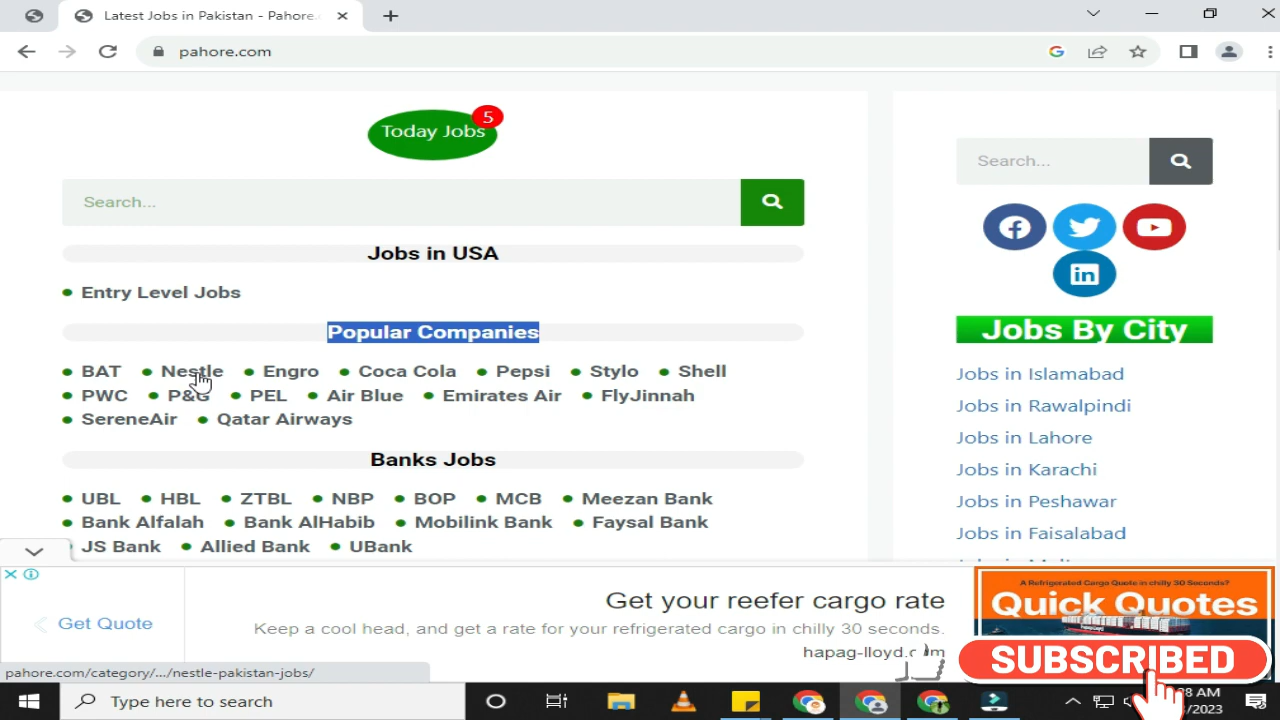 Latest Jobs in Pakistan - Pahore.
pahore.com
Today Jobs
5
Search...
Jobs in USA
Entry Level Jobs
Popular Companies
BAT Nestle Engro Coca Cola Pepsi Stylo Shell
PWC P&G PEL Air Blue Emirates Air FlyJinnah
SereneAir Qatar Airways
Banks Jobs
UBL HBL ZTBL NBP BOP MCB Meezan Bank
Bank Alfalah Bank AlHabib Mobilink Bank Faysal Bank
JS Bank Allied Bank UBank
Search...
Jobs By City
Jobs in Islamabad
Jobs in Rawalpindi
Jobs in Lahore
Jobs in Karachi
Jobs in Peshawar
Jobs in Faisalabad
Get Quote
Get your reefer cargo rate
Keep a cool head, and get a rate for your refrigerated cargo in chilly 30 seconds.
hapag-lloyd.com
A Refrigerated Cargo Quote in chilly 30 Seconds?
Quick Quotes
SUBSCRIBED
pahore.com/category/.../nestle-pakistan-jobs/
Type here to search
AM
2023